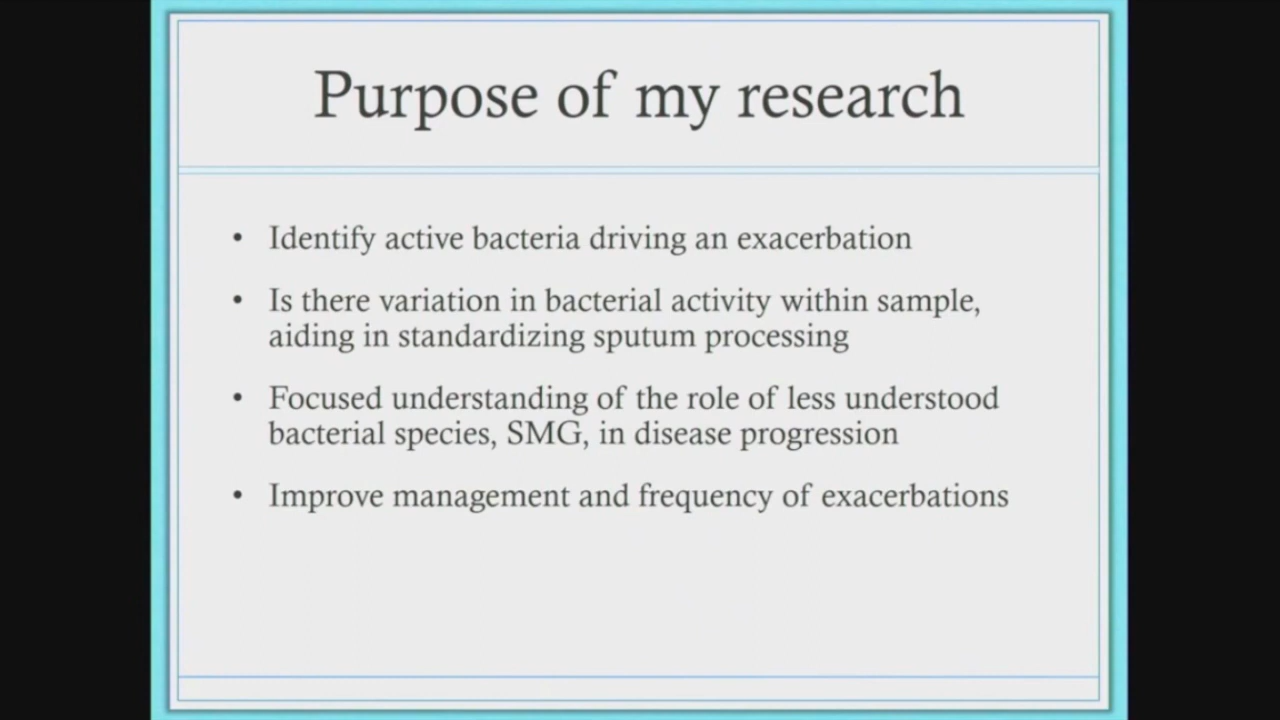 Purpose of my research
• Identify active bacteria driving an exacerbation
• Is there variation in bacterial activity within sample,
aiding in standardizing sputum processing
• Focused understanding of the role of less understood
bacterial species, SMG, in disease progression
• Improve management and frequency of exacerbations